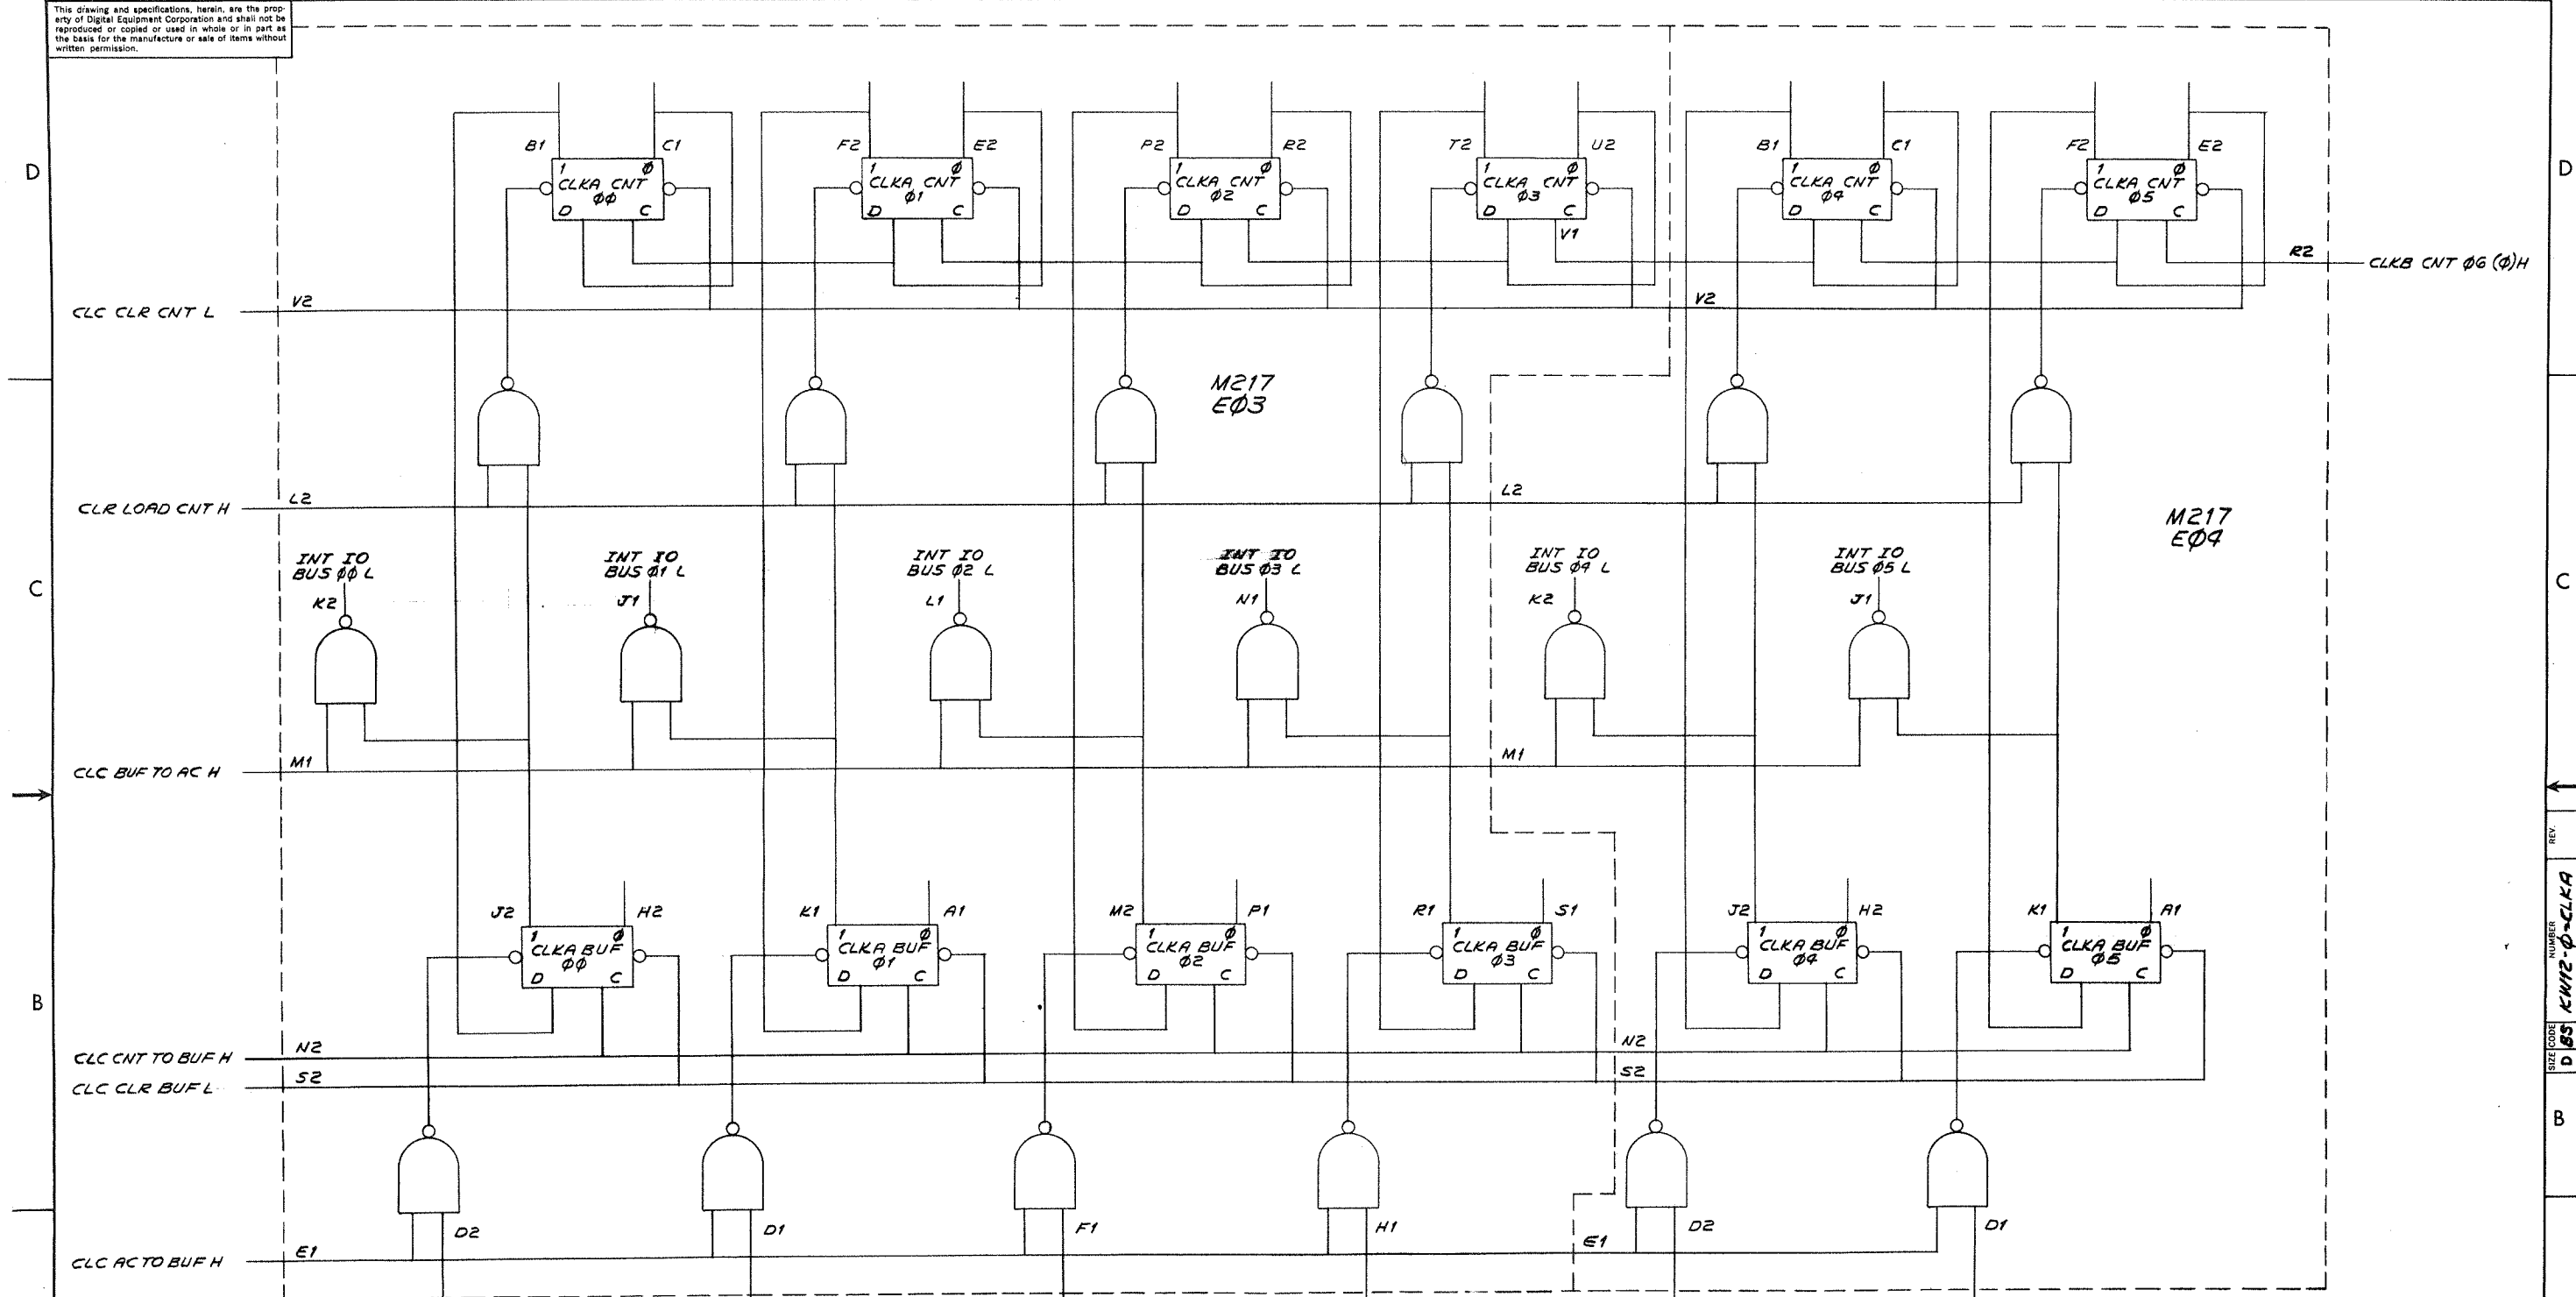 This drawing and specifications, herein, are the prop-
erty of Digital Equipment Corporation and shall not be
reproduced or copied or used in whole or in part as
the basis for the manufacture or sale of items without
written permission.
D
D
B1 C1 F2 E2 P2 R2 T2 U2 B1 C1 F2 E2
1 Ø 1 Ø 1 Ø 1 Ø 1 Ø 1 Ø
CLKA CNT CLKA CNT CLKA CNT CLKA CNT CLKA CNT CLKA CNT
ØØ Ø1 Ø2 Ø3 Ø4 Ø5
D C D C D C D C D C D C
V1
R2 CLKB CNT Ø6 (Ø)H
CLC CLR CNT L V2 V2
M217
EØ3
CLR LOAD CNT H L2 L2
M217
EØ4
INT IO INT IO INT IO INT IO INT IO INT IO
BUS ØØ L BUS Ø1 L BUS Ø2 L BUS Ø3 L BUS Ø4 L BUS Ø5 L
C
C
K2 J1 L1 N1 K2 J1
CLC BUF TO AC H M1 M1
J2 H2 K1 A1 M2 P1 R1 S1 J2 H2 K1 A1
1 Ø 1 Ø 1 Ø 1 Ø 1 Ø 1 Ø
CLKA BUF CLKA BUF CLKA BUF CLKA BUF CLKA BUF CLKA BUF
ØØ Ø1 Ø2 Ø3 Ø4 Ø5
D C D C D C D C D C D C
B
CLC CNT TO BUF H N2 N2
CLC CLR BUF L S2 S2
B
D2 D1 F1 H1 D2 D1
CLC AC TO BUF H E1 E1
SIZE CODE NUMBER REV.
D BS KW12-Ø-CLKA